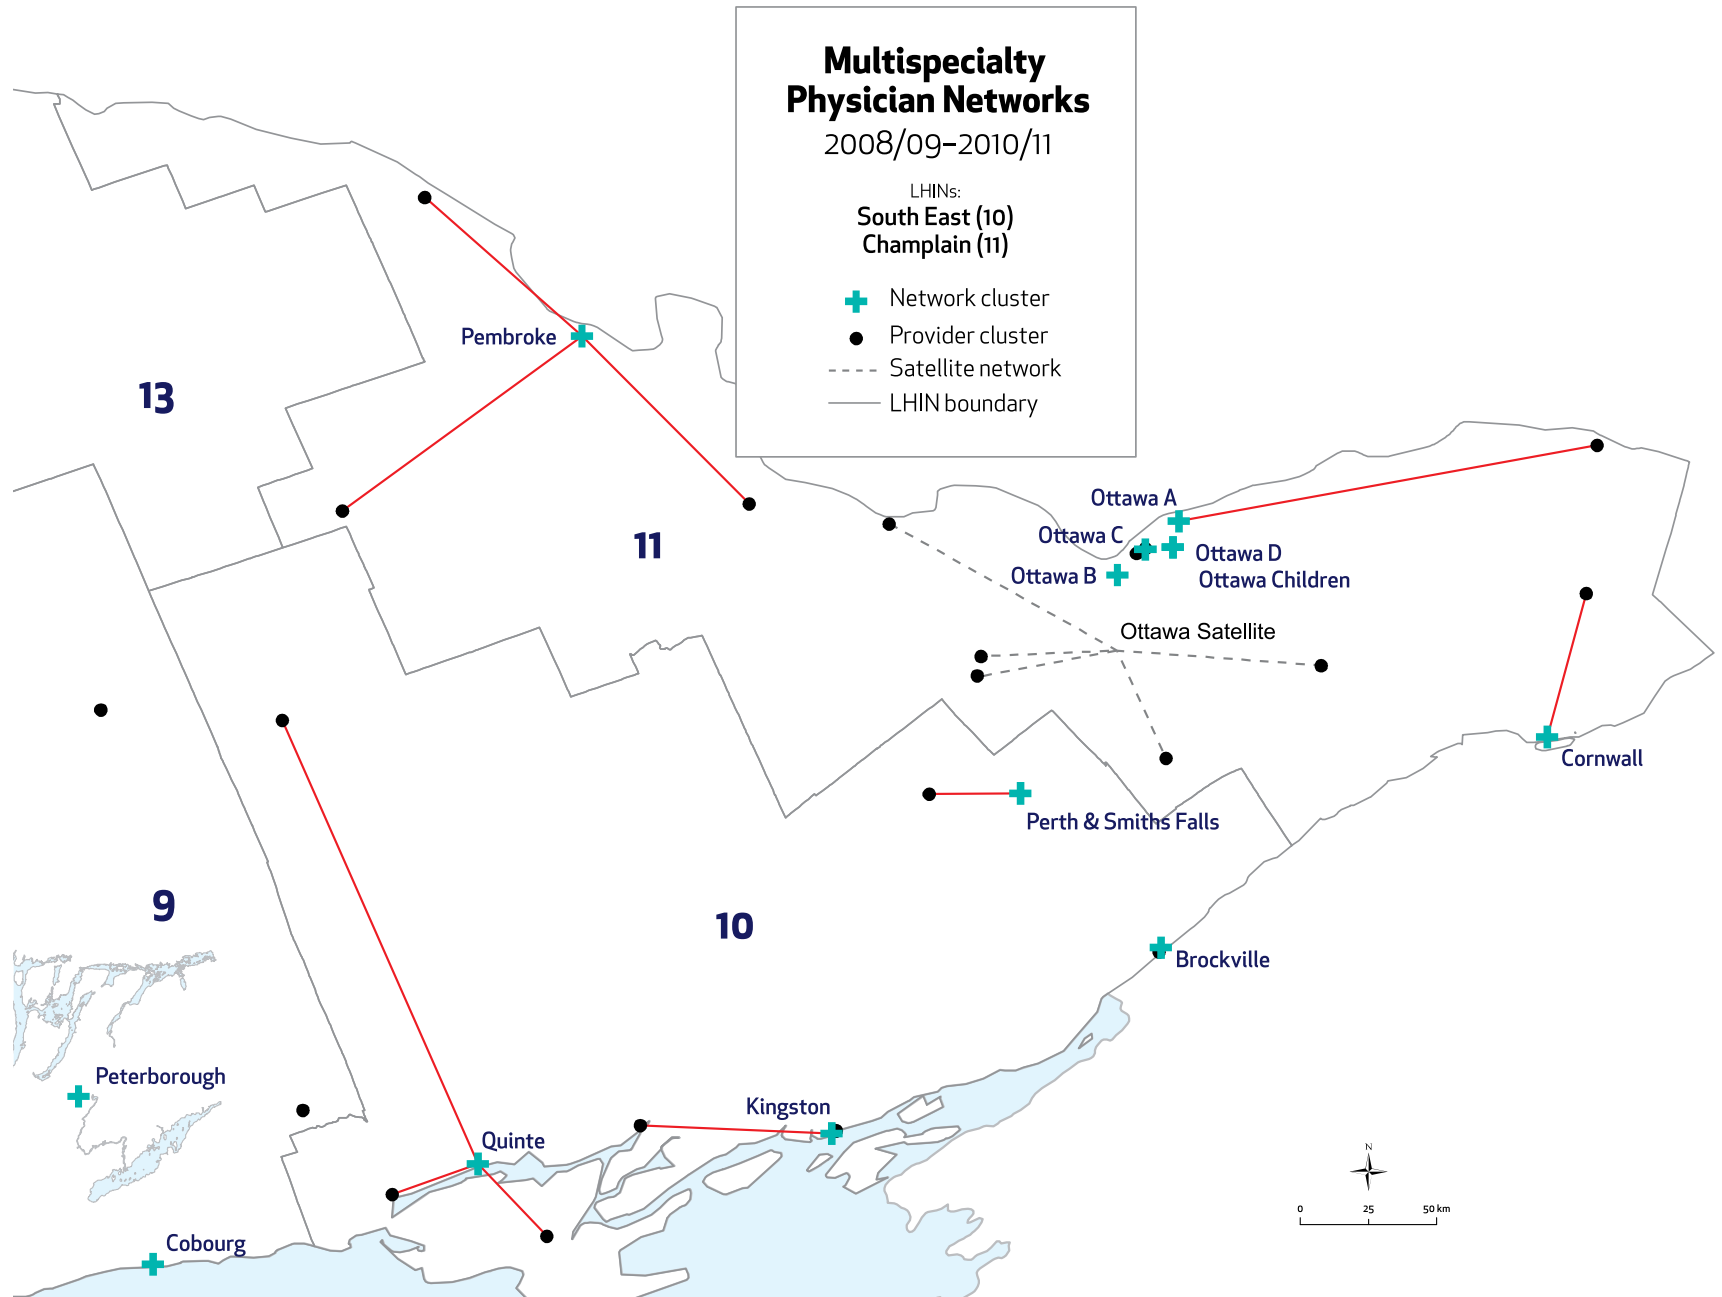 Multispecialty
Physician Networks
2008/09–2010/11
LHINs:
South East (10)
Champlain (11)
Network cluster
Provider cluster
Satellite network
LHIN boundary
Pembroke
13
11
Ottawa A
Ottawa C
Ottawa D
Ottawa B
Ottawa Children
Ottawa Satellite
Cornwall
Perth & Smiths Falls
9
10
Brockville
Peterborough
Kingston
Quinte
Cobourg
N
0 25 50 km